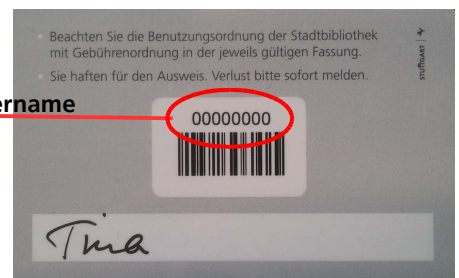 Beachten Sie die Benutzungsordnung der Stadtbibliothek
mit Gebührenordnung in der jeweils gültigen Fassung.
Sie haften für den Ausweis. Verlust bitte sofort melden.
STUTTGART
ername
00000000
Tina